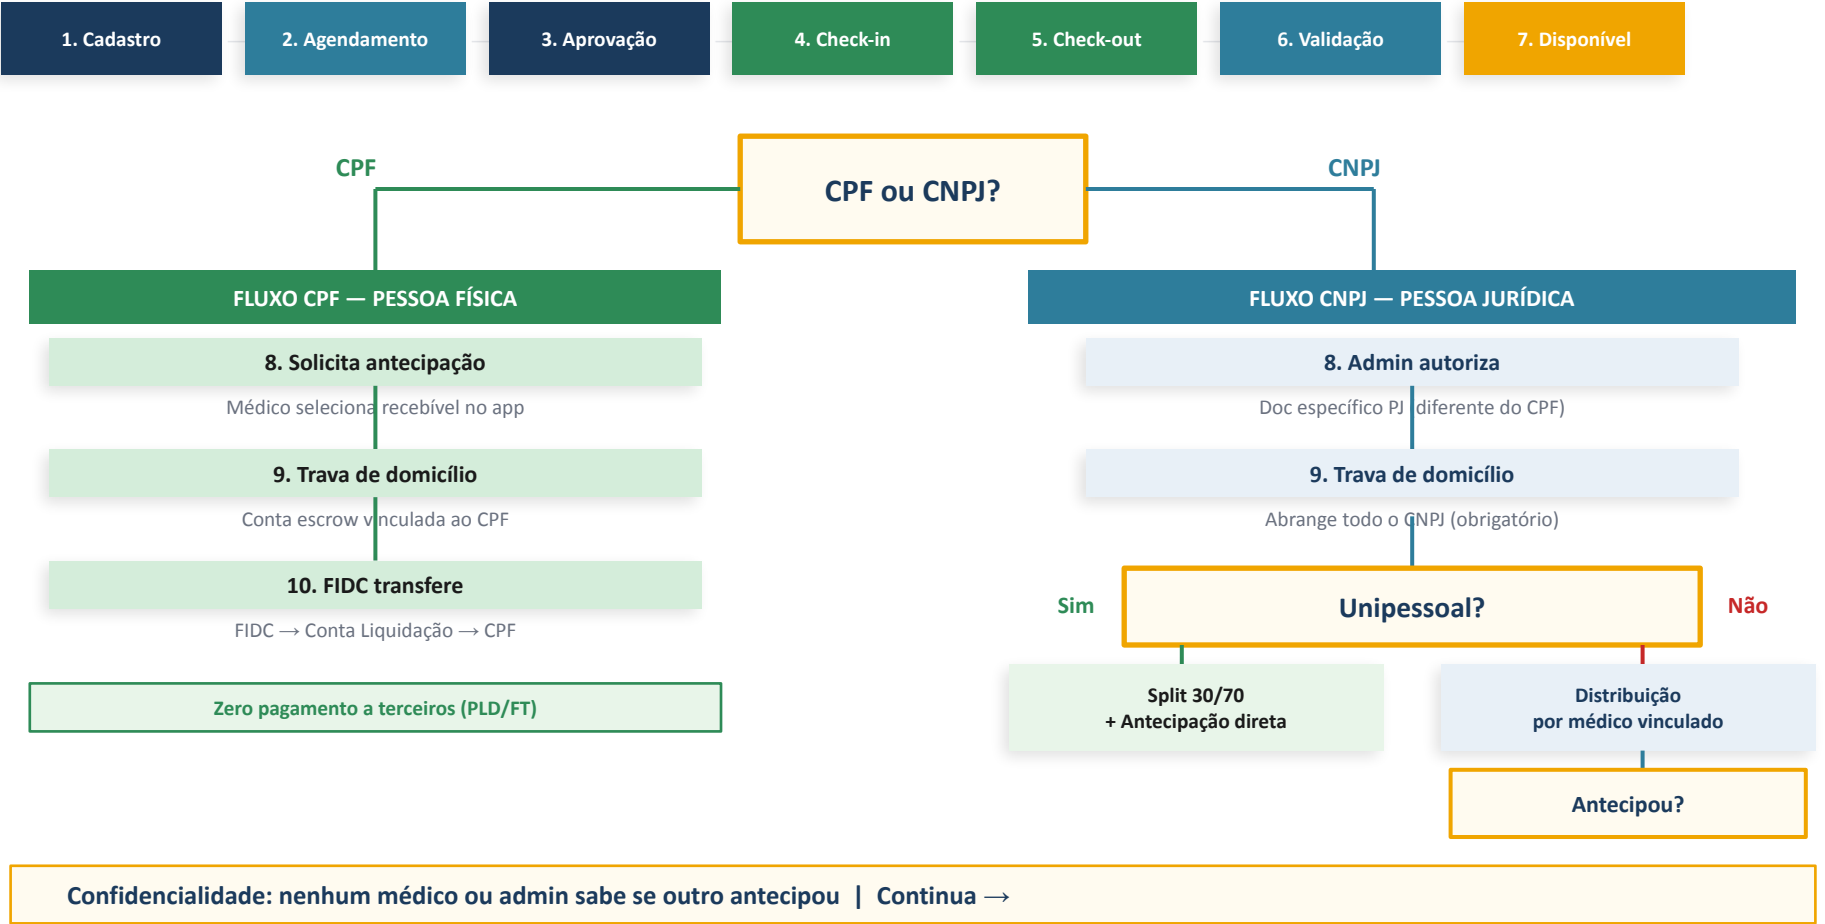 1. Cadastro
2. Agendamento
3. Aprovação
4. Check-in
5. Check-out
6. Validação
7. Disponível
CPF
CPF ou CNPJ?
CNPJ
FLUXO CPF — PESSOA FÍSICA
8. Solicita antecipação
Médico seleciona recebível no app
9. Trava de domicílio
Conta escrow vinculada ao CPF
10. FIDC transfere
FIDC → Conta Liquidação → CPF
Zero pagamento a terceiros (PLD/FT)
FLUXO CNPJ — PESSOA JURÍDICA
8. Admin autoriza
Doc específico PJ (diferente do CPF)
9. Trava de domicílio
Abrange todo o CNPJ (obrigatório)
Sim
Unipessoal?
Não
Split 30/70
+ Antecipação direta
Distribuição
por médico vinculado
Antecipou?
Confidencialidade: nenhum médico ou admin sabe se outro antecipou | Continua →